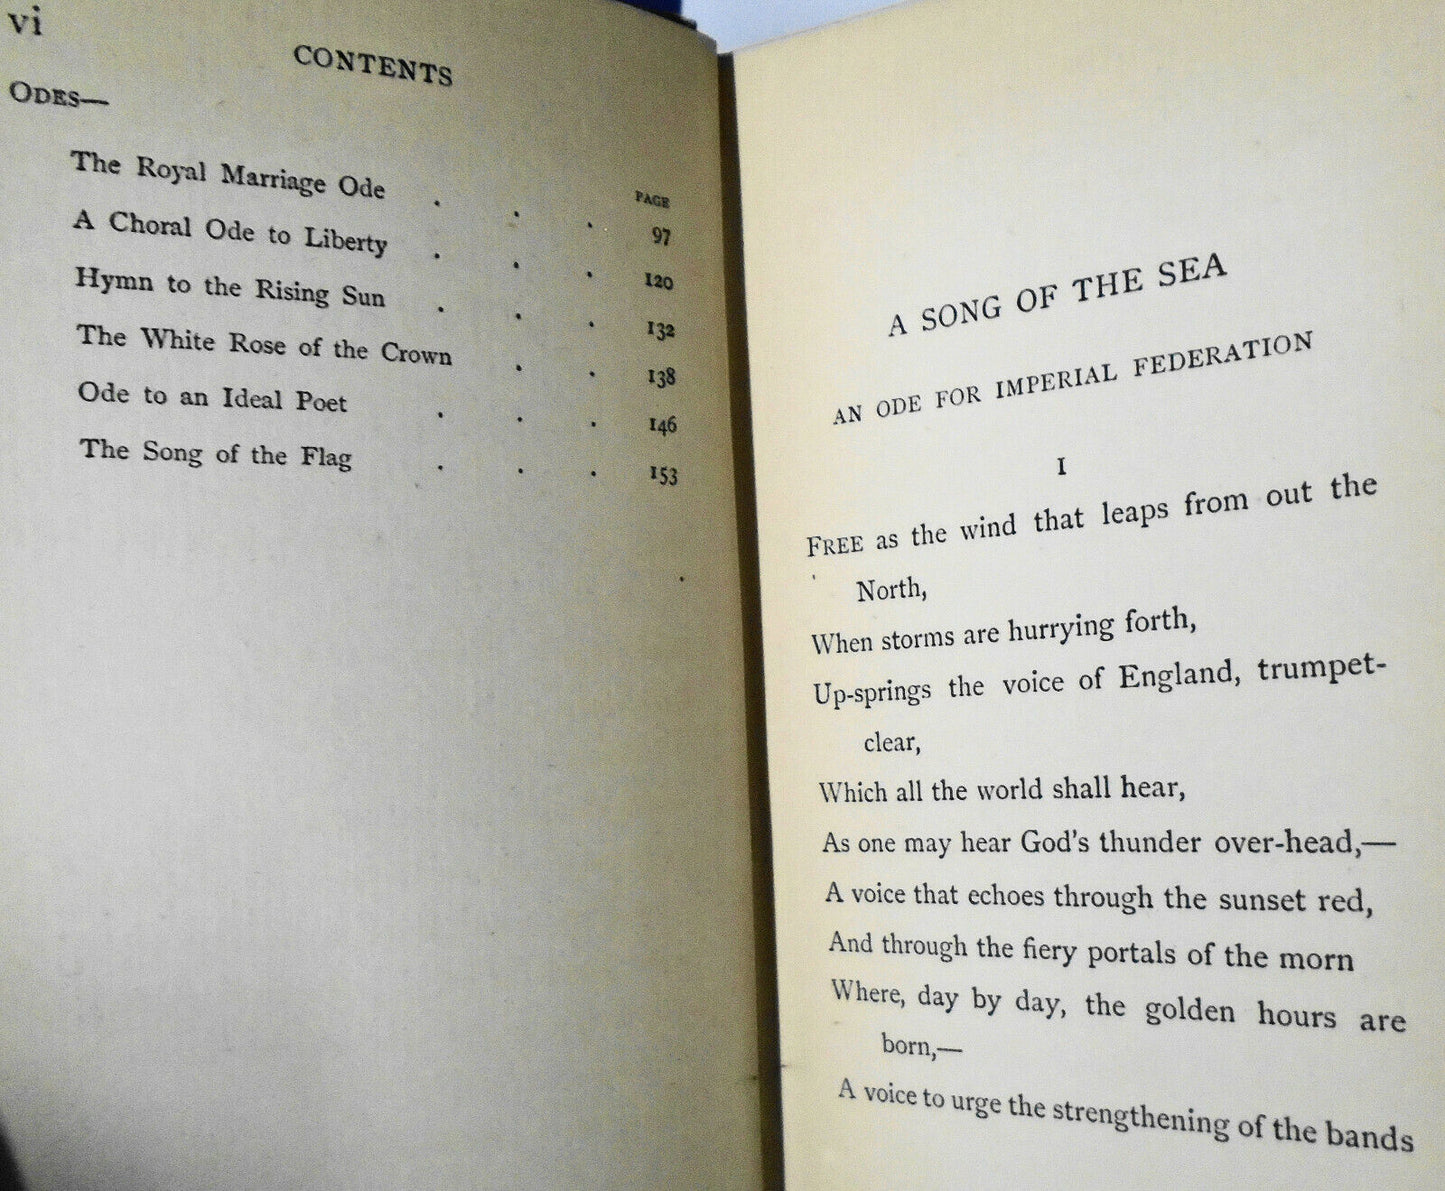 vi
CONTENTS
ODES—
PAGE
The Royal Marriage Ode . . . 97
A Choral Ode to Liberty . . . 120
Hymn to the Rising Sun . . . 132
The White Rose of the Crown . . 138
Ode to an Ideal Poet . . . 146
The Song of the Flag . . . 153
A SONG OF THE SEA
AN ODE FOR IMPERIAL FEDERATION
I
FREE as the wind that leaps from out the
North,
When storms are hurrying forth,
Up-springs the voice of England, trumpet-
clear,
Which all the world shall hear,
As one may hear God's thunder over-head,—
A voice that echoes through the sunset red,
And through the fiery portals of the morn
Where, day by day, the golden hours are
born,—
A voice to urge the strengthening of the bands